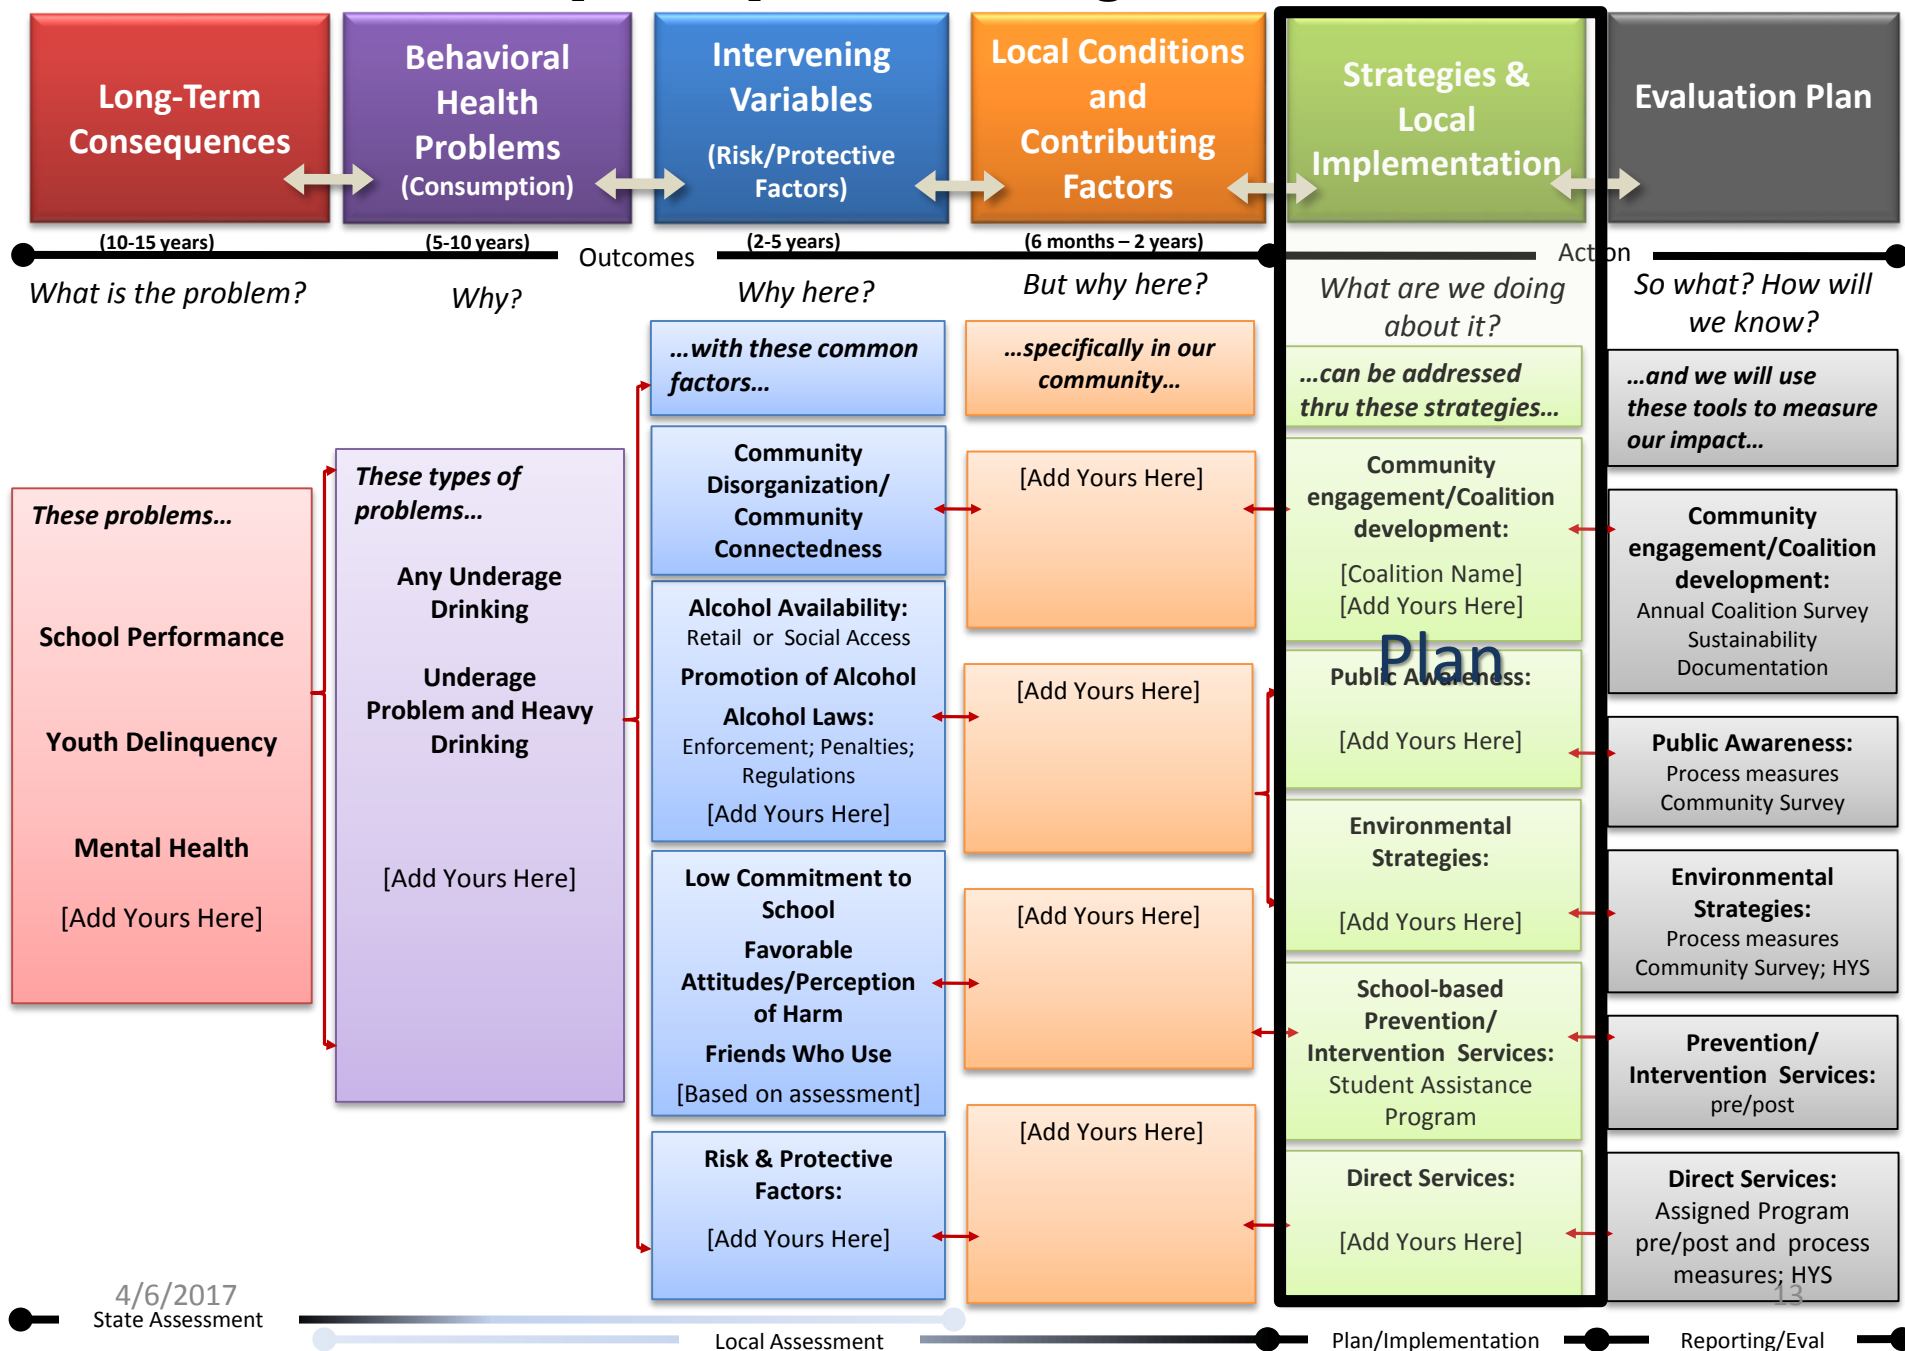 Long-Term
Consequences
Behavioral
Health
Problems
(Consumption)
Intervening
Variables
(Risk/Protective
Factors)
Local Conditions
and
Contributing
Factors
Strategies &
Local
Implementation
Evaluation Plan
(10-15 years)
(5-10 years)
(2-5 years)
(6 months – 2 years)
Outcomes
Action
What is the problem?
Why?
Why here?
But why here?
What are we doing
about it?
So what? How will
we know?
These problems...
School Performance
Youth Delinquency
Mental Health
[Add Yours Here]
These types of
problems...
Any Underage
Drinking
Underage
Problem and Heavy
Drinking
[Add Yours Here]
...with these common
factors...
Community
Disorganization/
Community
Connectedness
Alcohol Availability:
Retail or Social Access
Promotion of Alcohol
Alcohol Laws:
Enforcement; Penalties;
Regulations
[Add Yours Here]
Low Commitment to
School
Favorable
Attitudes/Perception
of Harm
Friends Who Use
[Based on assessment]
Risk & Protective
Factors:
[Add Yours Here]
...specifically in our
community...
[Add Yours Here]
[Add Yours Here]
[Add Yours Here]
[Add Yours Here]
...can be addressed
thru these strategies...
Community
engagement/Coalition
development:
[Coalition Name]
[Add Yours Here]
Plan
Public Awareness:
[Add Yours Here]
Environmental
Strategies:
[Add Yours Here]
School-based
Prevention/
Intervention Services:
Student Assistance
Program
Direct Services:
[Add Yours Here]
...and we will use
these tools to measure
our impact...
Community
engagement/Coalition
development:
Annual Coalition Survey
Sustainability
Documentation
Public Awareness:
Process measures
Community Survey
Environmental
Strategies:
Process measures
Community Survey; HYS
Prevention/
Intervention Services:
pre/post
Direct Services:
Assigned Program
pre/post and process
measures; HYS
4/6/2017
13
State Assessment
Local Assessment
Plan/Implementation
Reporting/Eval